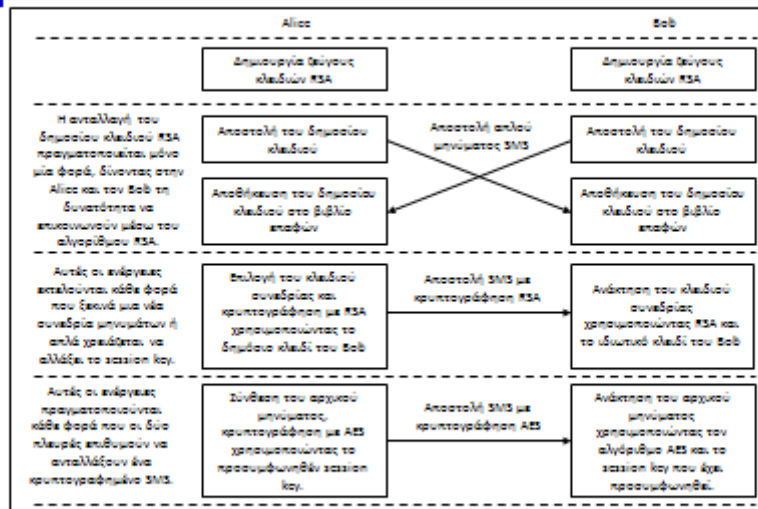 Alice
Bob
Δημιουργία ζεύγους
κλειδιών RSA
Δημιουργία ζεύγους
κλειδιών RSA
Η ανταλλαγή του
δημοσίου κλειδιού RSA
πραγματοποιείται μόνο
μία φορά, δίνοντας στην
Alice και τον Bob τη
δυνατότητα να
επικοινωνούν μέσω του
αλγορίθμου RSA.
Αποστολή του δημοσίου
κλειδιού
Αποστολή απλού
μηνύματος SMS
Αποστολή του δημοσίου
κλειδιού
Αποθήκευση του δημοσίου
κλειδιού στο βιβλίο
επαφών
Αποθήκευση του δημοσίου
κλειδιού στο βιβλίο
επαφών
Αυτές οι ενέργειες
εκτελούνται κάθε φορά
που ξεκινά μια νέα
συνεδρία μηνυμάτων ή
απλά χρειάζεται να
αλλάξει το session key.
Επιλογή του κλειδιού
συνεδρίας και
κρυπτογράφηση με RSA
χρησιμοποιώντας το
δημόσιο κλειδί του Bob
Αποστολή SMS με
κρυπτογράφηση RSA
Ανάκτηση του κλειδιού
συνεδρίας
χρησιμοποιώντας RSA και
το ιδιωτικό κλειδί του Bob
Αυτές οι ενέργειες
πραγματοποιούνται
κάθε φορά που οι δύο
πλευρές επιθυμούν να
ανταλλάξουν ένα
κρυπτογραφημένο SMS.
Σύνθεση του αρχικού
μηνύματος,
κρυπτογράφηση με AES
χρησιμοποιώντας το
προσυμφωνηθέν session
key.
Αποστολή SMS με
κρυπτογράφηση AES
Ανάκτηση του αρχικού
μηνύματος
χρησιμοποιώντας τον
αλγόριθμο AES και το
session key που έχει
προσυμφωνηθεί.